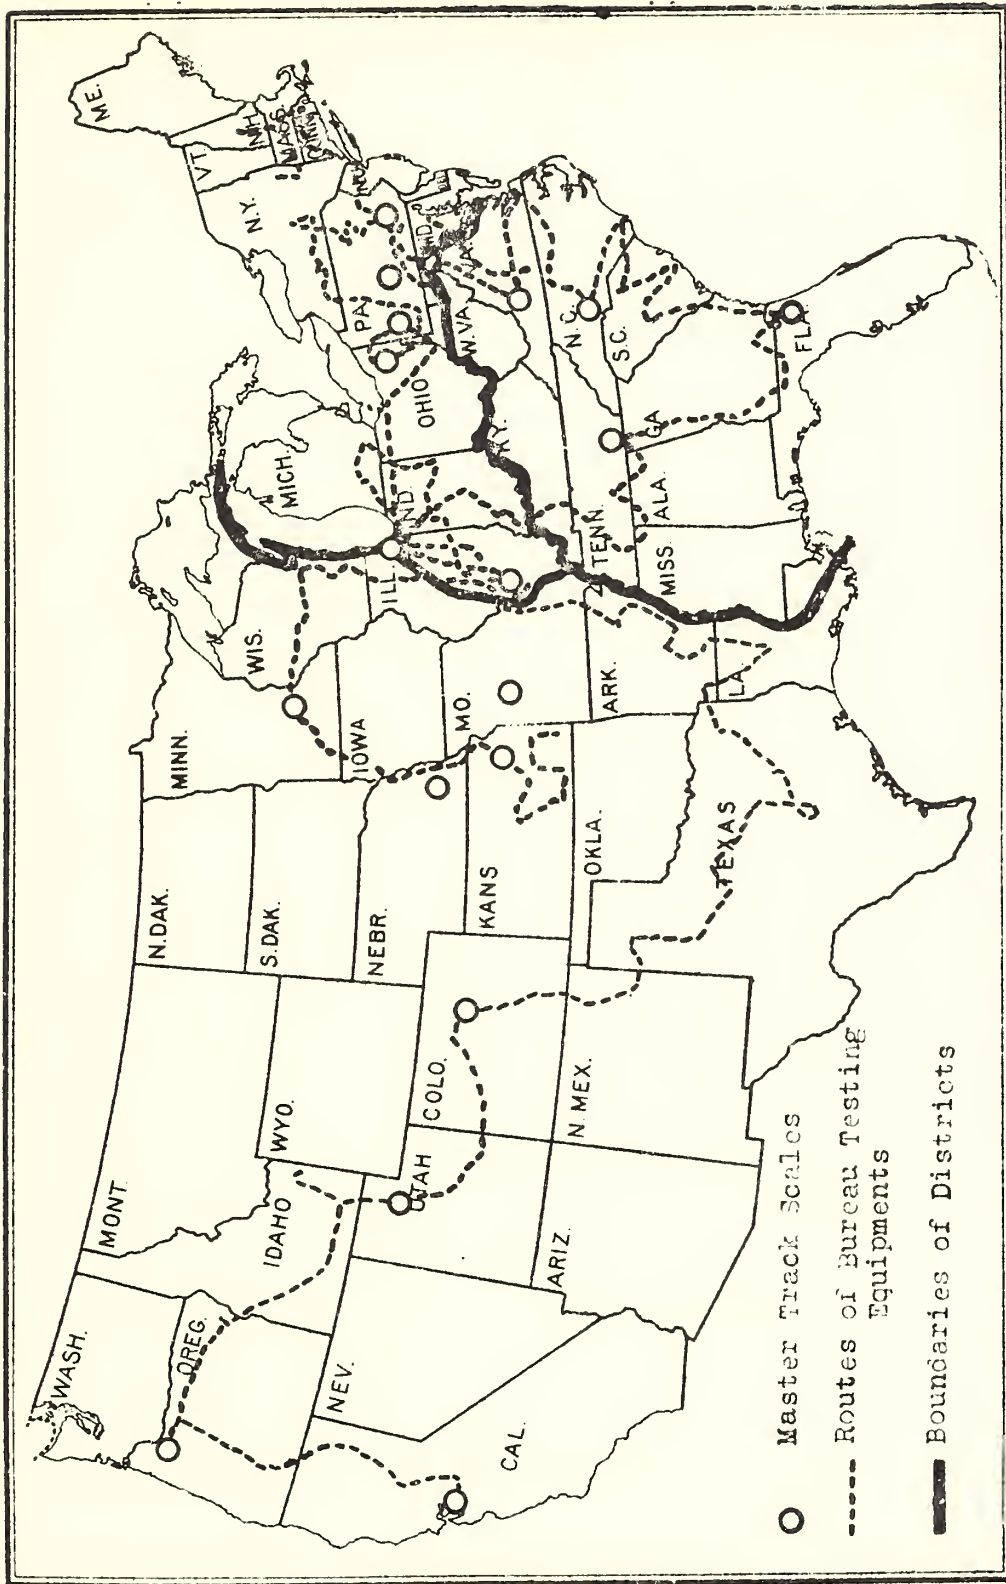 WASH.
MONT.
N.DAK.
MINN.
ME.
VT.
N.H.
MASS.
CONN.
OREG.
IDAHO
WYO.
S.DAK.
WIS.
MICH.
N.Y.
NEBR.
IOWA
ILL.
IND.
OHIO
PA.
N.J.
MD.
NEV.
UTAH
COLO.
KANS
MO.
KY.
W.VA.
VA.
CAL.
ARIZ.
N.MEX.
OKLA.
ARK.
TENN.
N.C.
S.C.
TEXAS
LA.
MISS.
ALA.
GA
FLA.
Master Track Scales
Routes of Bureau Testing
Equipments
Boundaries of Districts